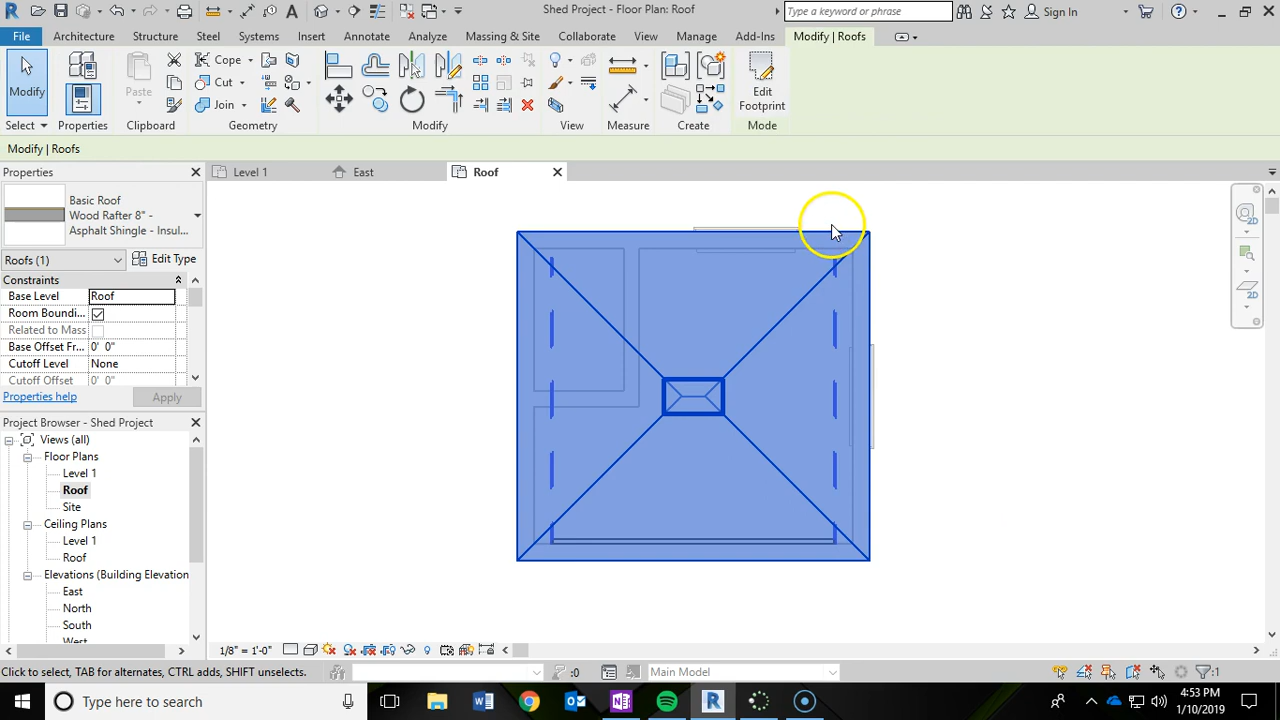 Shed Project - Floor Plan: Roof
Type a keyword or phrase
Sign In
File
Architecture
Structure
Steel
Systems
Insert
Annotate
Analyze
Massing & Site
Collaborate
View
Manage
Add-Ins
Modify | Roofs
Modify
Properties
Paste
Cope
Cut
Join
Edit
Footprint
Select
Properties
Clipboard
Geometry
Modify
View
Measure
Create
Mode
Modify | Roofs
Properties
Level 1
East
Roof
Basic Roof
Wood Rafter 8" -
Asphalt Shingle - Insul...
Roofs (1)
Edit Type
Constraints
Base Level
Roof
Room Boundi...
Related to Mass
Base Offset Fr...
0' 0"
Cutoff Level
None
Cutoff Offset
0' 0"
Properties help
Apply
Project Browser - Shed Project
Views (all)
Floor Plans
Level 1
Roof
Site
Ceiling Plans
Level 1
Roof
Elevations (Building Elevation
East
North
South
West
2D
2D
1/8" = 1'-0"
Click to select, TAB for alternates, CTRL adds, SHIFT unselects.
:0
Main Model
:1
Type here to search
4:53 PM
1/10/2019